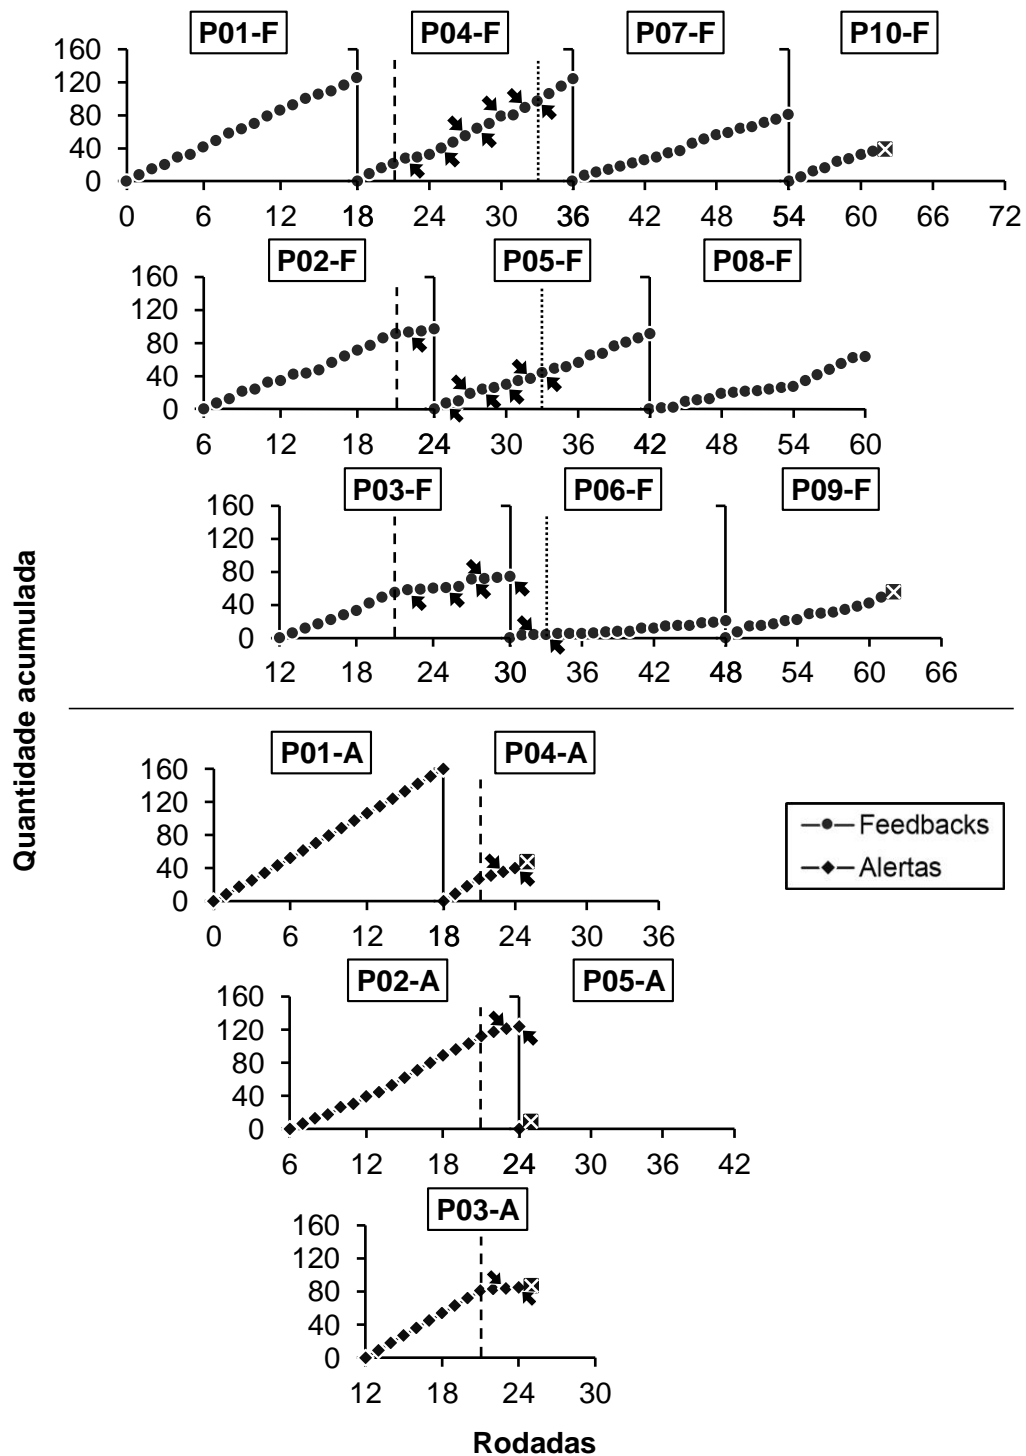 P01-F P04-F P07-F P10-F
160
120
80
40
0
0 6 12 18 24 30 36 42 48 54 60 66 72
P02-F P05-F P08-F
160
120
80
40
0
6 12 18 24 30 36 42 48 54 60
P03-F P06-F P09-F
160
120
80
40
0
12 18 24 30 36 42 48 54 60 66
Quantidade acumulada
P01-A P04-A
160
120
80
40
0
0 6 12 18 24 30 36
Feedbacks
Alertas
P02-A P05-A
160
120
80
40
0
6 12 18 24 30 36 42
P03-A
160
120
80
40
0
12 18 24 30
Rodadas